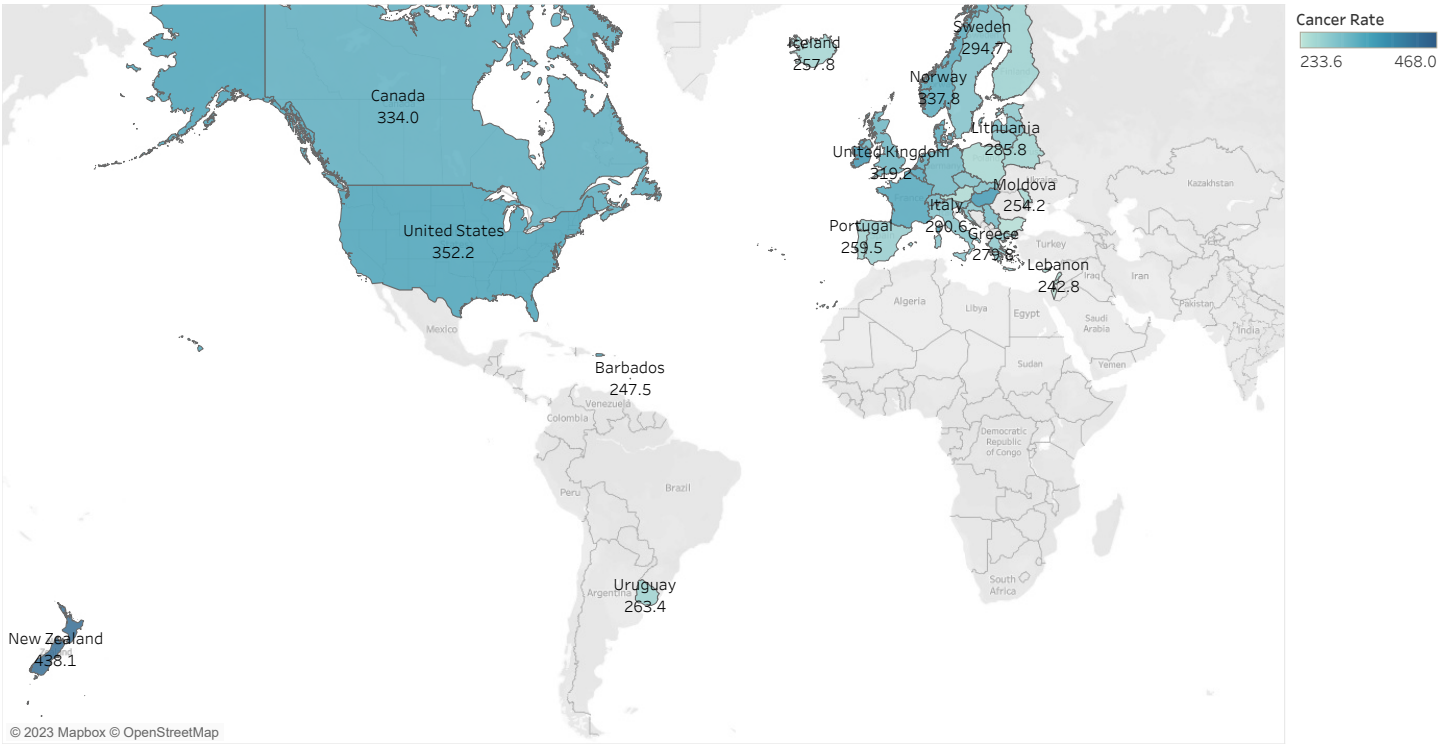 Cancer Rate
233.6 468.0
Sweden
294.7
Iceland
257.8
Norway
337.8
Canada
334.0
Lithuania
285.8
United Kingdom
319.2
Ukraine
Kazakhstan
Moldova
254.2
France
Italy
290.6
Portugal
259.5
Greece
279.8
United States
352.2
Turkey
Lebanon
242.8
Iraq
Iran
Algeria
Libya
Egypt
Pakistan
Saudi
Arabia
Mexico
India
Sudan
Yemen
Barbados
247.5
Venezuela
Colombia
Democratic
Republic
of Congo
Peru
Brazil
Uruguay
263.4
Argentina
South
Africa
New Zealand
438.1
© 2023 Mapbox © OpenStreetMap